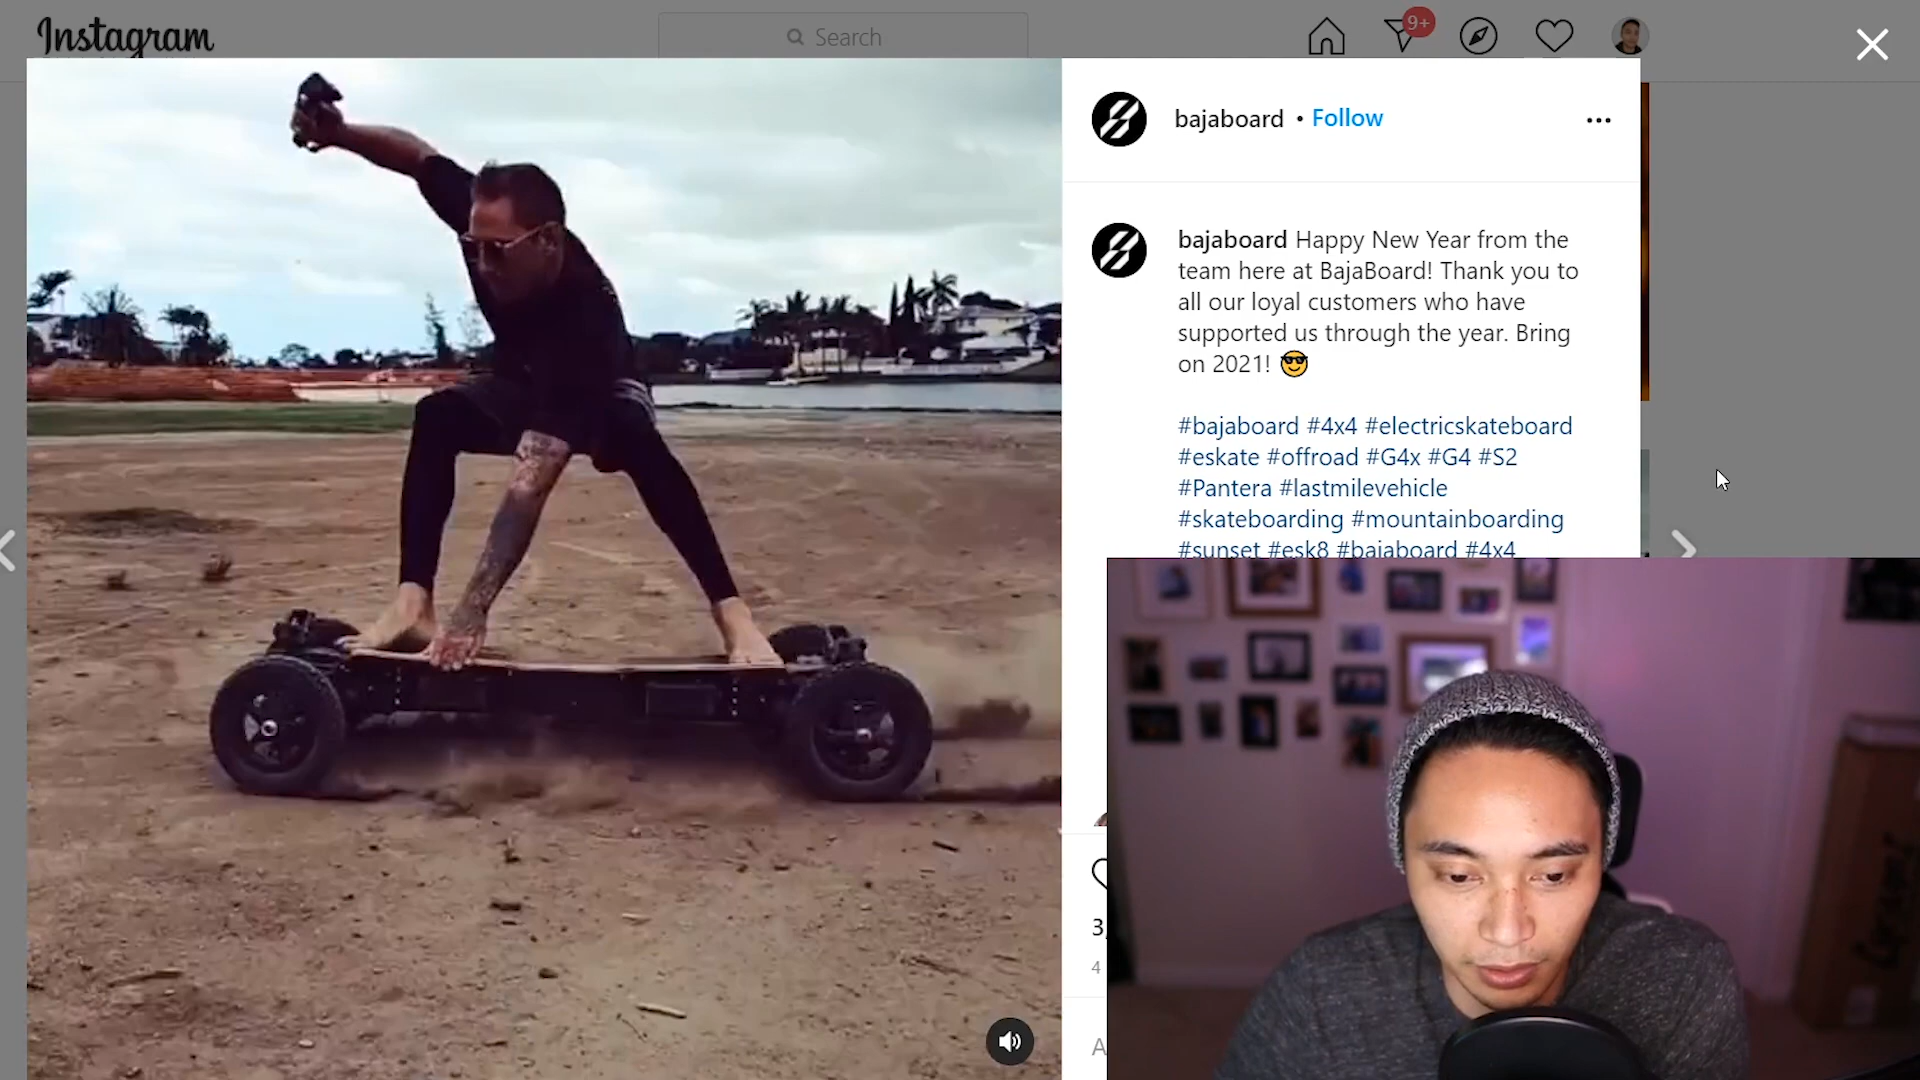 Instagram
Search
9+
bajaboard • Follow
bajaboard Happy New Year from the
team here at BajaBoard! Thank you to
all our loyal customers who have
supported us through the year. Bring
on 2021! 😎
#bajaboard #4x4 #electricskateboard
#eskate #offroad #G4x #G4 #S2
#Pantera #lastmilevehicle
#skateboarding #mountainboarding
#sunset #esk8 #bajaboard #4x4
3,
4
A